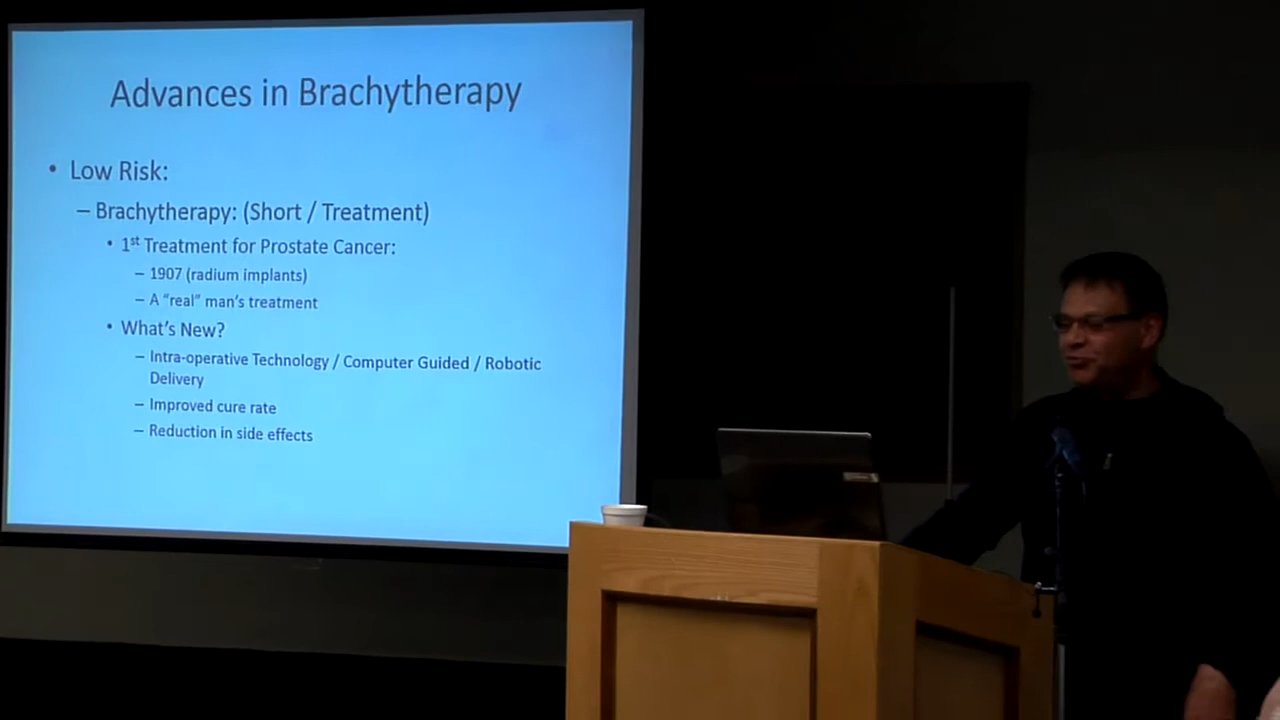 Advances in Brachytherapy
• Low Risk:
– Brachytherapy: (Short / Treatment)
• 1st Treatment for Prostate Cancer:
– 1907 (radium implants)
– A “real” man’s treatment
• What’s New?
– Intra-operative Technology / Computer Guided / Robotic
Delivery
– Improved cure rate
– Reduction in side effects